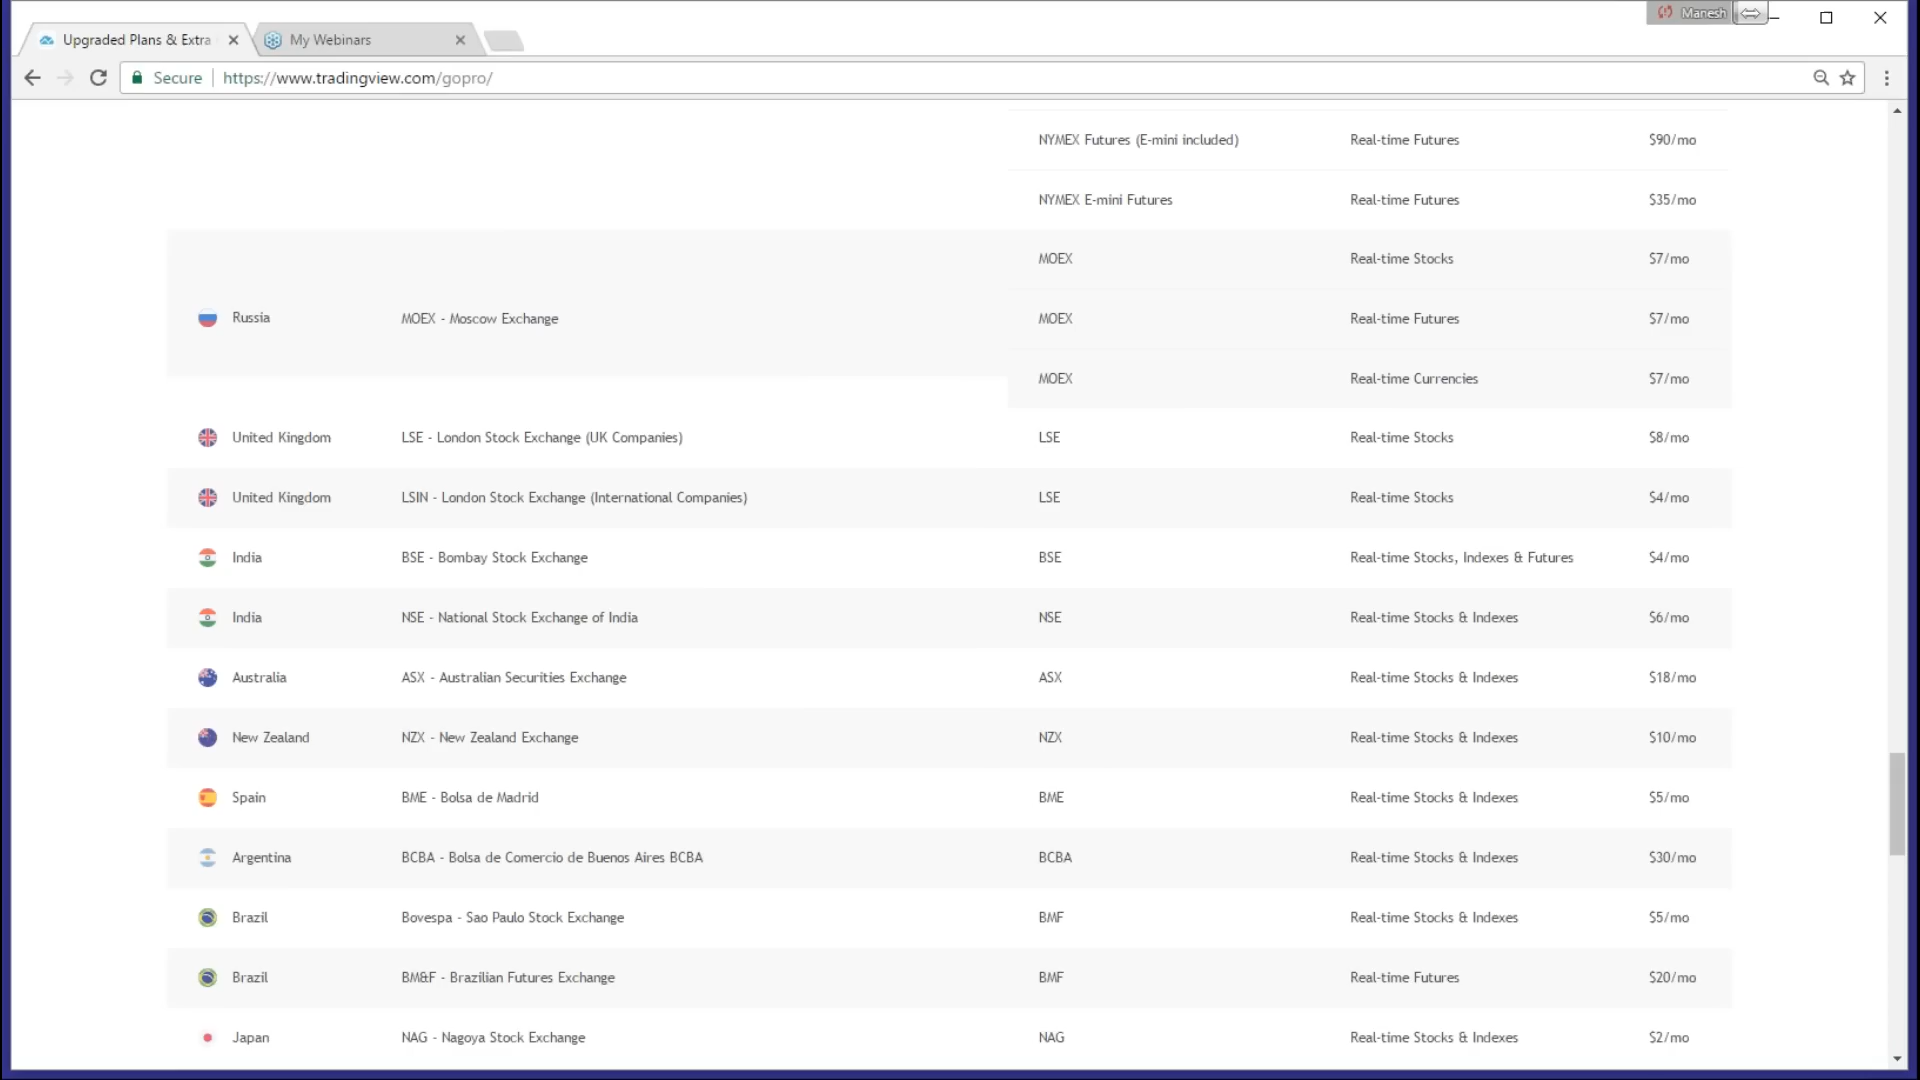 Manesh
Upgraded Plans & Extra
My Webinars
Secure https://www.tradingview.com/gopro/
NYMEX Futures (E-mini included) Real-time Futures $90/mo
NYMEX E-mini Futures Real-time Futures $35/mo
MOEX Real-time Stocks $7/mo
Russia MOEX - Moscow Exchange MOEX Real-time Futures $7/mo
MOEX Real-time Currencies $7/mo
United Kingdom LSE - London Stock Exchange (UK Companies) LSE Real-time Stocks $8/mo
United Kingdom LSIN - London Stock Exchange (International Companies) LSE Real-time Stocks $4/mo
India BSE - Bombay Stock Exchange BSE Real-time Stocks, Indexes & Futures $4/mo
India NSE - National Stock Exchange of India NSE Real-time Stocks & Indexes $6/mo
Australia ASX - Australian Securities Exchange ASX Real-time Stocks & Indexes $18/mo
New Zealand NZX - New Zealand Exchange NZX Real-time Stocks & Indexes $10/mo
Spain BME - Bolsa de Madrid BME Real-time Stocks & Indexes $5/mo
Argentina BCBA - Bolsa de Comercio de Buenos Aires BCBA BCBA Real-time Stocks & Indexes $30/mo
Brazil Bovespa - Sao Paulo Stock Exchange BMF Real-time Stocks & Indexes $5/mo
Brazil BM&F - Brazilian Futures Exchange BMF Real-time Futures $20/mo
Japan NAG - Nagoya Stock Exchange NAG Real-time Stocks & Indexes $2/mo